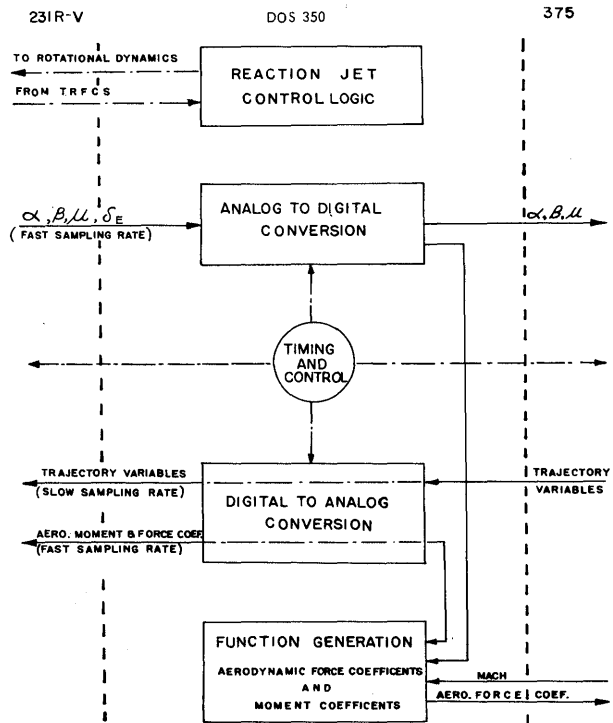 231R-V
DOS 350
375
TO ROTATIONAL DYNAMICS
FROM T.R.F.C.S
REACTION JET
CONTROL LOGIC
α, β, μ, δE
(FAST SAMPLING RATE)
ANALOG TO DIGITAL
CONVERSION
α, β, μ
TIMING
AND
CONTROL
TRAJECTORY VARIABLES
(SLOW SAMPLING RATE)
AERO. MOMENT & FORCE COEF.
(FAST SAMPLING RATE)
DIGITAL TO ANALOG
CONVERSION
TRAJECTORY
VARIABLES
FUNCTION GENERATION
AERODYNAMIC FORCE COEFFICENTS
AND
MOMENT COEFFICENTS
MACH
AERO. FORCE COEF.